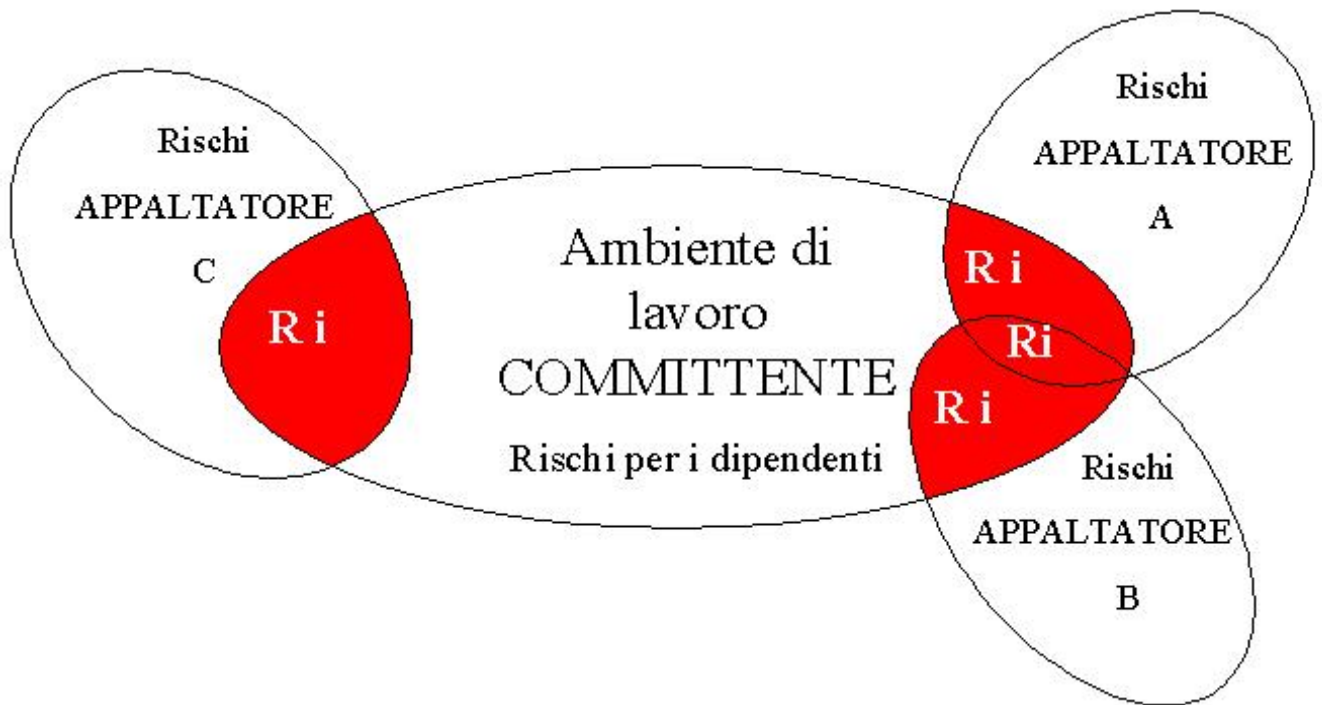 Rischi
APPALTATORE
C
R i
Ambiente di
lavoro
COMMITTENTE
Rischi per i dipendenti
Rischi
APPALTATORE
A
R i
Ri
R i
Rischi
APPALTATORE
B